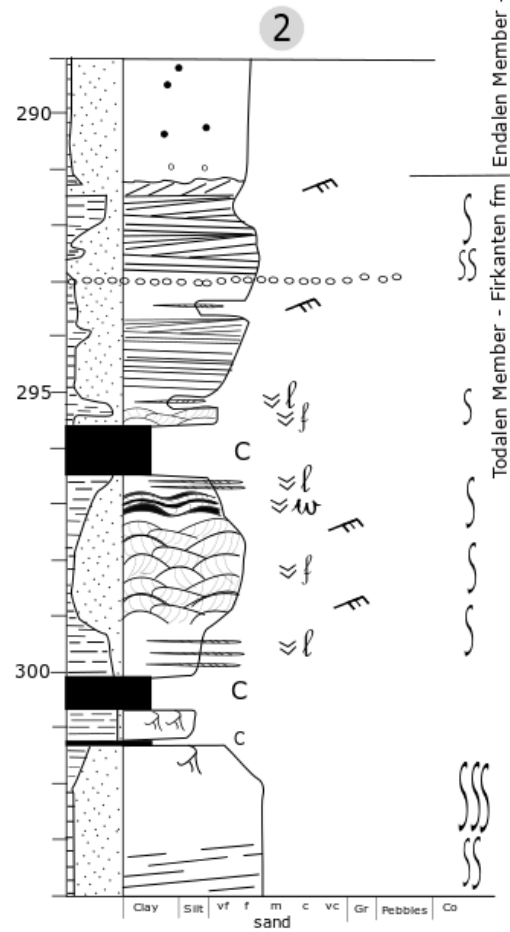 2
290
Endalen Member -
Todalen Member - Firkanten fm
295
l
f
C
l
w
f
l
300
C
c
Clay Silt vf f m c vc Gr Pebbles Co
sand